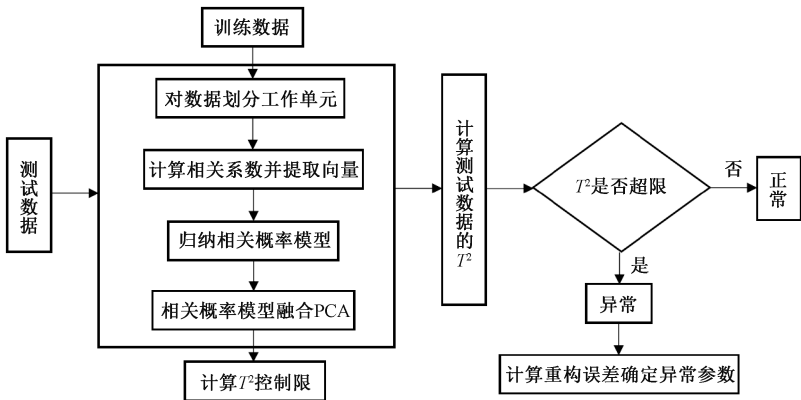 训练数据
对数据划分工作单元
计算相关系数并提取向量
归纳相关概率模型
相关概率模型融合PCA
计算T²控制限
测试数据
计算测试数据的T²
T²是否超限
否
正常
是
异常
计算重构误差确定异常参数